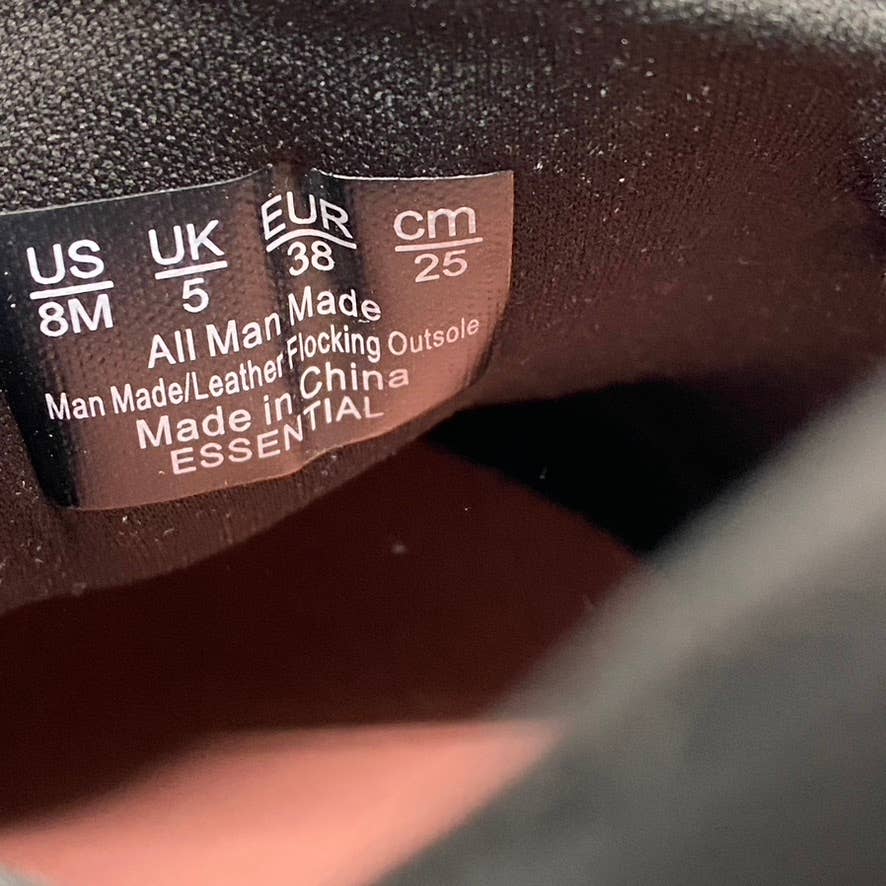 US UK EUR cm
8M 5 38 25
All Man Made
Man Made/Leather Flocking Outsole
Made in China
ESSENTIAL